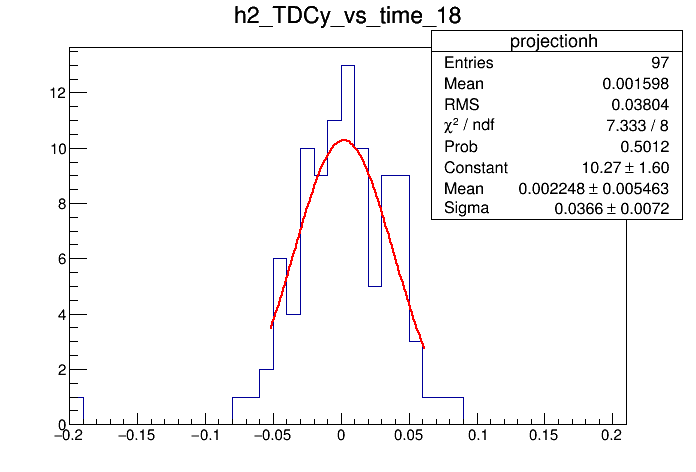 h2_TDCy_vs_time_18
projectionh
Entries 97
Mean 0.001598
RMS 0.03804
χ² / ndf 7.333 / 8
Prob 0.5012
Constant 10.27 ± 1.60
Mean 0.002248 ± 0.005463
Sigma 0.0366 ± 0.0072
12
10
8
6
4
2
0
−0.2 −0.15 −0.1 −0.05 0 0.05 0.1 0.15 0.2